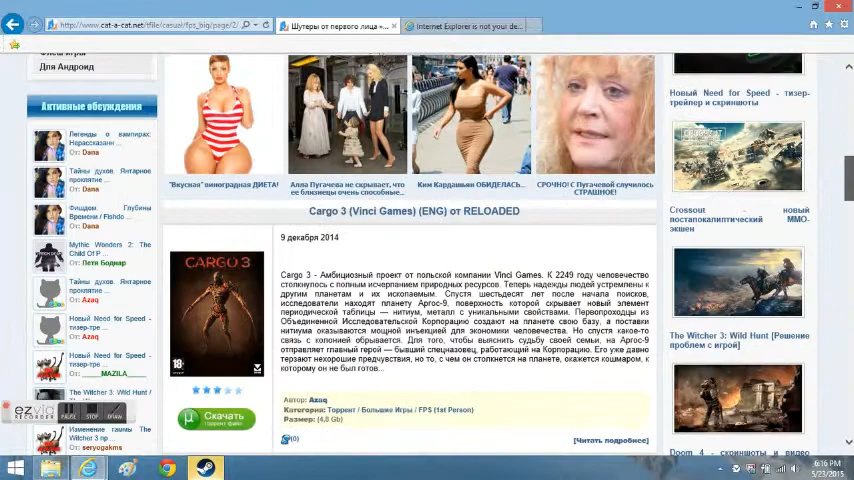 http://www.cat-a-cat.net/tfile/casual/fps_big/page/2/
Шутеры от первого лица »...
Internet Explorer is not your de...
Для Андроид
Активные обсуждения
Легенды о вампирах: Нерассказанн ...
От: Dana
Тайны духов. Янтарное проклятие ...
От: Dana
Фишдом. Глубины Времени / Fishdo ...
От: Dana
Mythic Wonders 2: The Child Of P ...
От: Петя Боднар
Тайны духов. Янтарное проклятие ...
От: Azaq
Новый Need for Speed - тизер-тре ...
От: Azaq
Новый Need for Speed - тизер-тре ...
От: _____MAZILA_____
The Witcher 3: Wild Hunt /
Изменение гаммы The Witcher 3 пр ...
От: seryogakms
ezvid
RECORDER
PAUSE
STOP
DRAW
"Вкусная" виноградная ДИЕТА!
Алла Пугачева не скрывает, что
ее близнецы очень способные...
Ким Кардашьян ОБИДЕЛАСЬ...
СРОЧНО! С Пугачевой случилось
СТРАШНОЕ!
Cargo 3 (Vinci Games) (ENG) от RELOADED
9 декабря 2014
CARGO 3
18+
Cargo 3 - Амбициозный проект от польской компании Vinci Games. К 2249 году человечество
столкнулось с полным исчерпанием природных ресурсов. Теперь надежды людей устремлены к
другим планетам и их ископаемым. Спустя шестьдесят лет после начала поисков,
исследователи находят планету Аргос-9, поверхность которой скрывает новый элемент
периодической таблицы — нитиум, металл с уникальными свойствами. Первопроходцы из
Объединенной Исследовательской Корпорацию создают на планете свою базу, а поставки
нитиума оказываются мощной инъекцией для экономики человечества. Но спустя какое-то
связь с колонией обрывается. Для того, чтобы выяснить судьбу своей семьи, на Аргос-9
отправляет главный герой — бывший спецназовец, работающий на Корпорацию. Его уже давно
терзают нехорошие предчувствия, но то, с чем он столкнется на планете, окажется кошмаром, к
которому он не был готов...
Скачать
торрент файл
Автор: Azaq
Категория: Торрент / Большие Игры / FPS (1st Person)
Размер: (4,8 Gb)
(0)
[Читать подробнее]
Новый Need for Speed - тизер-
трейлер и скриншоты
CROSSOUT
Crossout - новый
постапокалиптический MMO-
экшен
The Witcher 3: Wild Hunt [Решение
проблем с игрой]
Doom 4 - скриншоты и видео
6:16 PM
5/23/2015